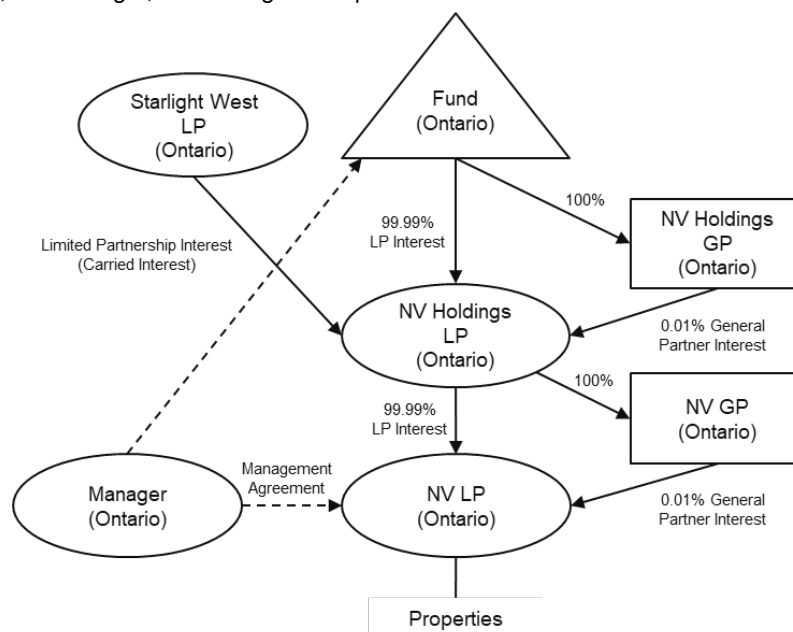 Starlight West
LP
(Ontario)
Fund
(Ontario)
100%
99.99%
LP Interest
NV Holdings
GP
(Ontario)
Limited Partnership Interest
(Carried Interest)
NV Holdings
LP
(Ontario)
0.01% General
Partner Interest
100%
99.99%
LP Interest
NV GP
(Ontario)
Management
Agreement
Manager
(Ontario)
NV LP
(Ontario)
0.01% General
Partner Interest
Properties